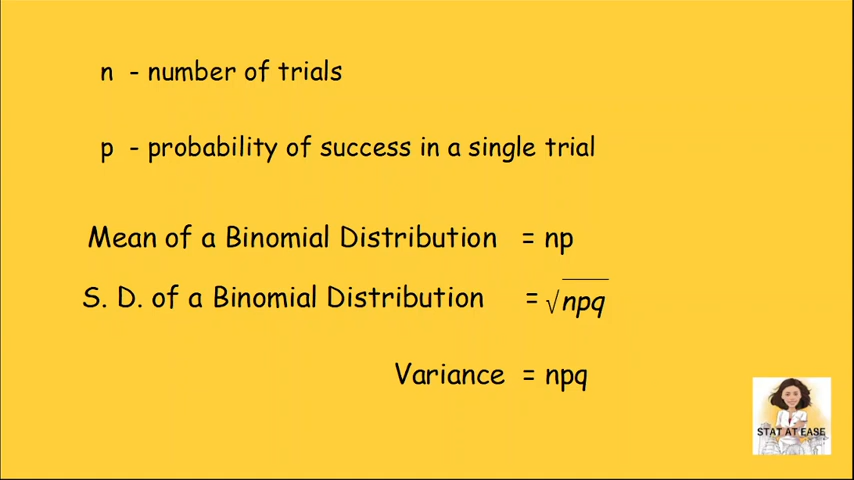 n - number of trials
p - probability of success in a single trial
Mean of a Binomial Distribution = np
S. D. of a Binomial Distribution = √npq
Variance = npq
STAT AT EASE